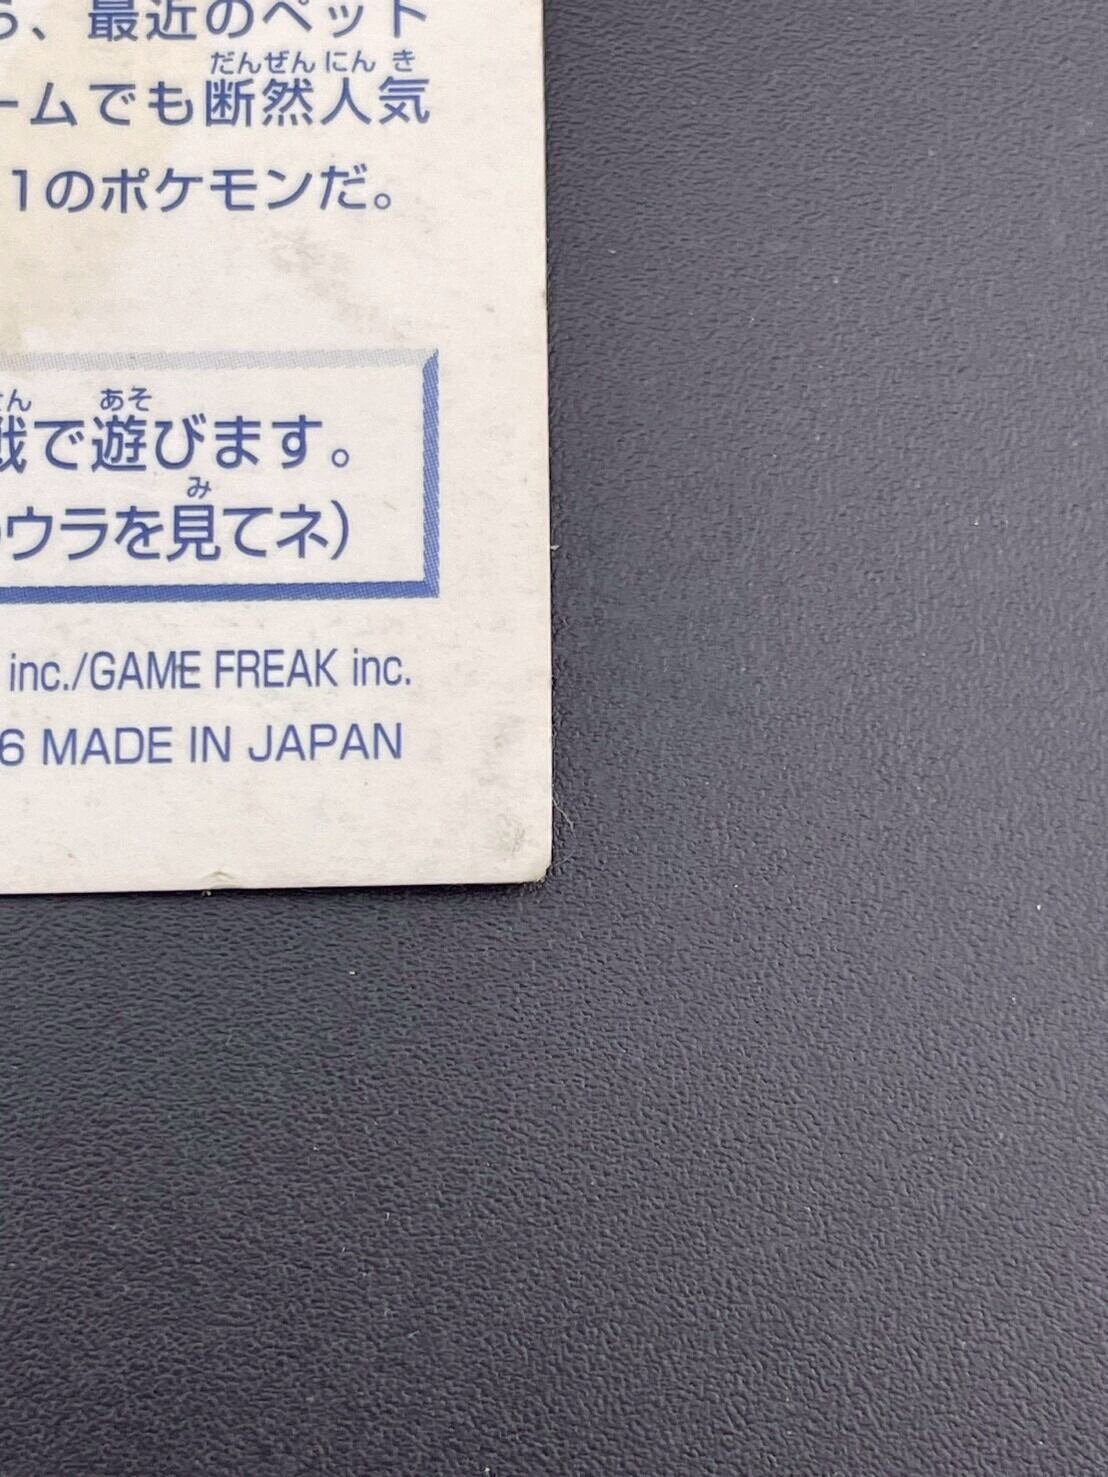 、最近のペット
だんぜんにんき
ームでも断然人気
1のポケモンだ。
ん あそ
戦で遊びます。
み
ウラを見てネ)
inc./GAME FREAK inc.
6 MADE IN JAPAN